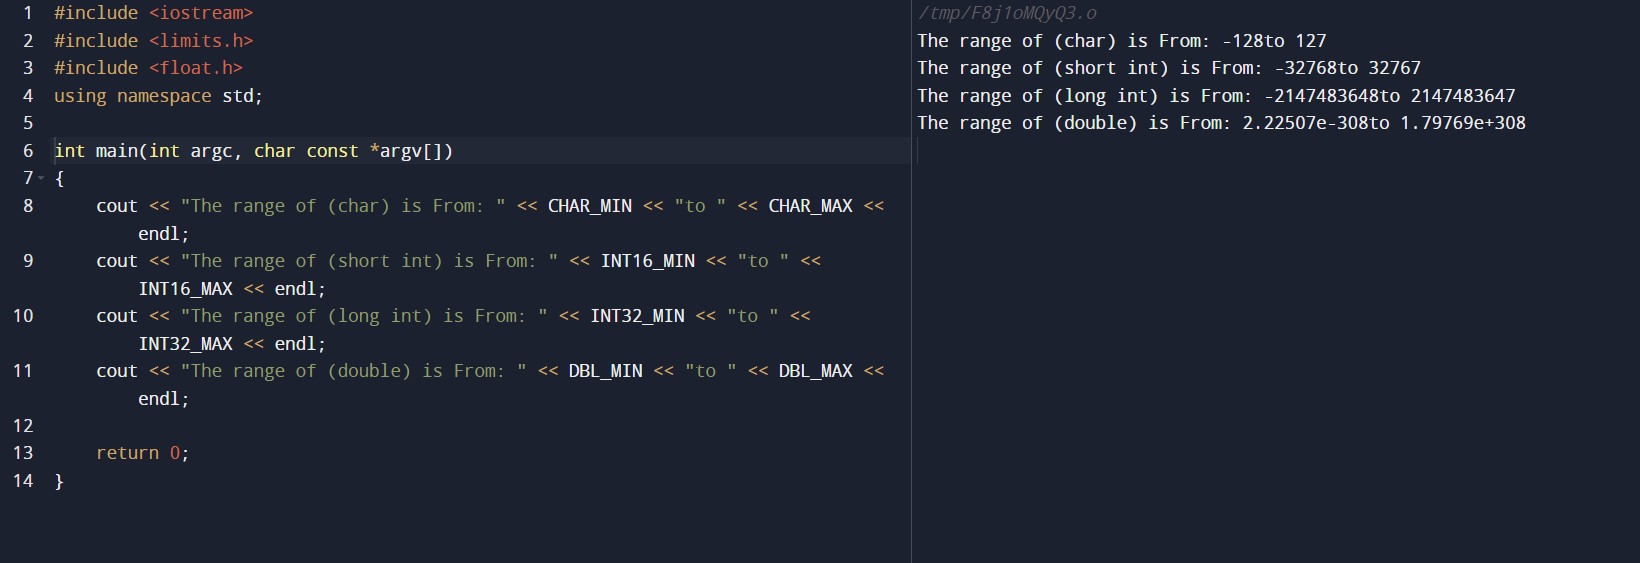 1 #include <iostream>
2 #include <limits.h>
3 #include <float.h>
4 using namespace std;
5
6 int main(int argc, char const *argv[])
7 {
8 cout << "The range of (char) is From: " << CHAR_MIN << "to " << CHAR_MAX <<
endl;
9 cout << "The range of (short int) is From: " << INT16_MIN << "to " <<
INT16_MAX << endl;
10 cout << "The range of (long int) is From: " << INT32_MIN << "to " <<
INT32_MAX << endl;
11 cout << "The range of (double) is From: " << DBL_MIN << "to " << DBL_MAX <<
endl;
12
13 return 0;
14 }
/tmp/F8j1oMQyQ3.o
The range of (char) is From: -128to 127
The range of (short int) is From: -32768to 32767
The range of (long int) is From: -2147483648to 2147483647
The range of (double) is From: 2.22507e-308to 1.79769e+308